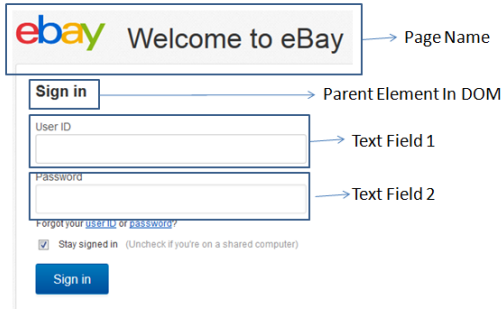 ebay Welcome to eBay
Page Name
Sign in
Parent Element In DOM
User ID
Text Field 1
Password
Text Field 2
Forgot your user ID or password?
Stay signed in (Uncheck if you're on a shared computer)
Sign in